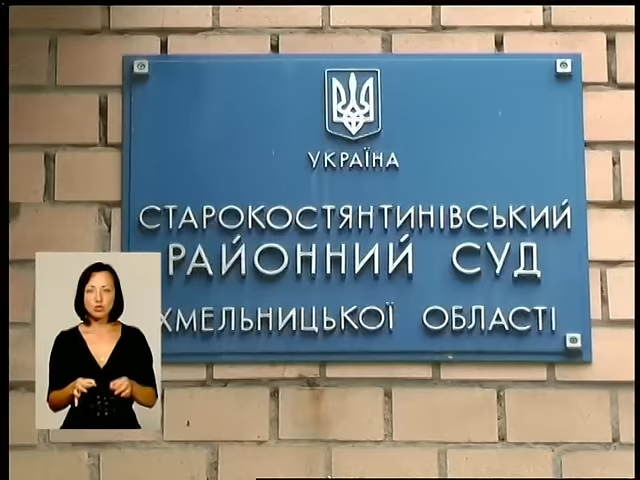 УКРАЇНА
СТАРОКОСТЯНТИНІВСЬКИЙ
РАЙОННИЙ СУД
ХМЕЛЬНИЦЬКОЇ ОБЛАСТІ